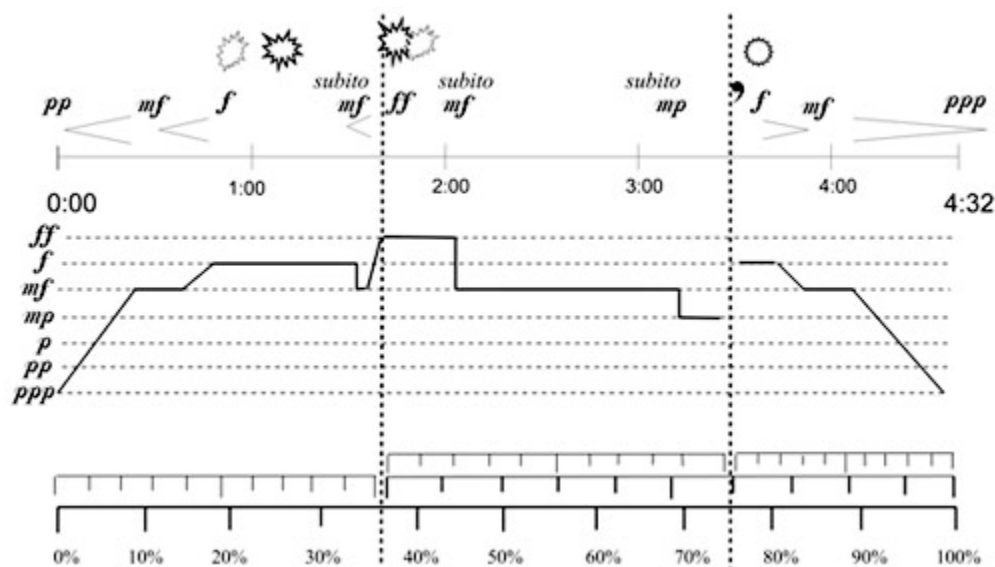 subito subito subito
pp mf f mf ff mf mp , f mf ppp
1:00 2:00 3:00 4:00
0:00 4:32
ff
f
mf
mp
p
pp
ppp
0% 10% 20% 30% 40% 50% 60% 70% 80% 90% 100%